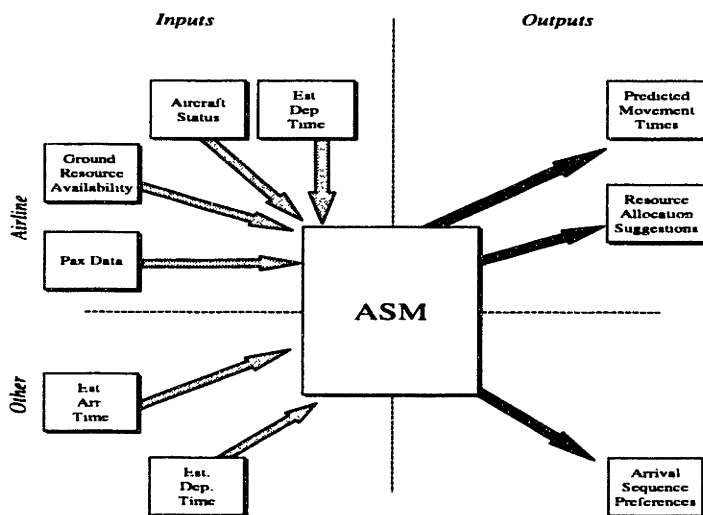 Inputs
Outputs
Aircraft
Status
Est
Dep
Time
Predicted
Movement
Times
Ground
Resource
Availability
Resource
Allocation
Suggestions
Airline
Pax Data
ASM
Other
Est
Arr
Time
Est.
Dep.
Time
Arrival
Sequence
Preferences